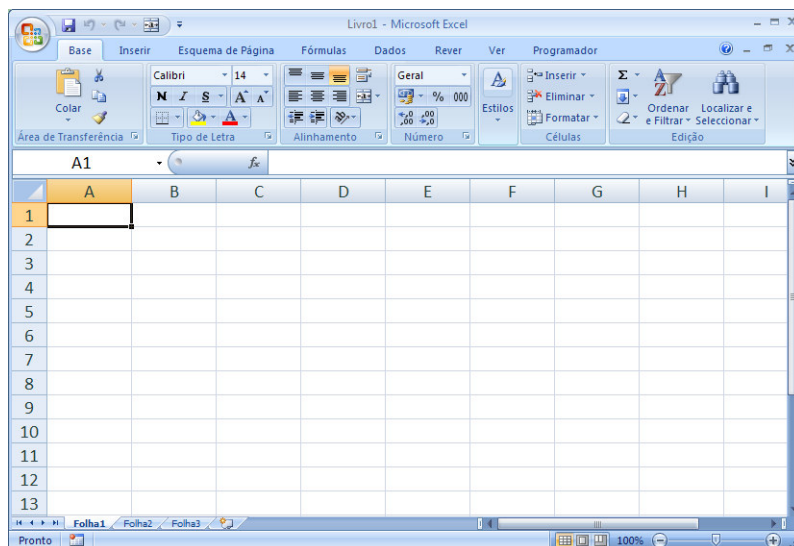 Livro1 - Microsoft Excel
Base Inserir Esquema de Página Fórmulas Dados Rever Ver Programador
Colar
Calibri 14
N I S A A
A
Geral
% 000
,00 ,0
Estilos
Inserir
Eliminar
Formatar
Σ
Ordenar e Filtrar
Localizar e Seleccionar
Área de Transferência Tipo de Letra Alinhamento Número Células Edição
A1 fx
A B C D E F G H I
1
2
3
4
5
6
7
8
9
10
11
12
13
Folha1 Folha2 Folha3
Pronto 100%